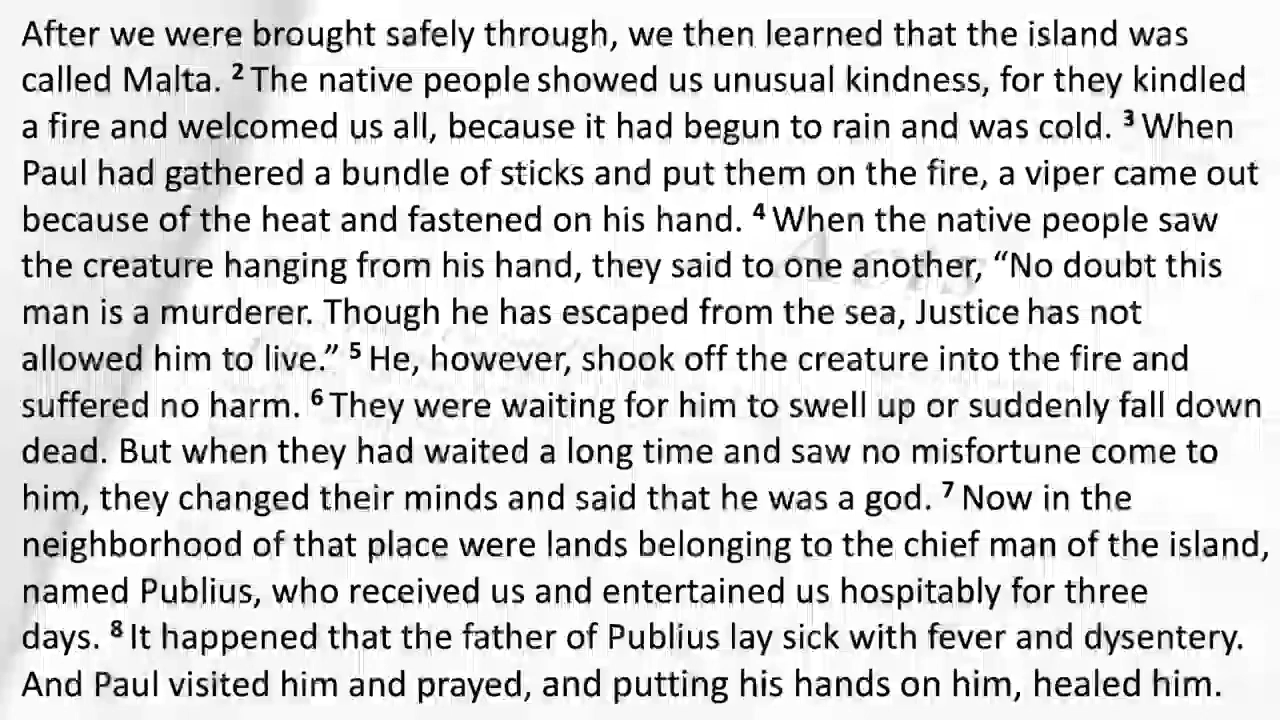 After we were brought safely through, we then learned that the island was
called Malta. ² The native people showed us unusual kindness, for they kindled
a fire and welcomed us all, because it had begun to rain and was cold. ³ When
Paul had gathered a bundle of sticks and put them on the fire, a viper came out
because of the heat and fastened on his hand. ⁴ When the native people saw
the creature hanging from his hand, they said to one another, “No doubt this
man is a murderer. Though he has escaped from the sea, Justice has not
allowed him to live.” ⁵ He, however, shook off the creature into the fire and
suffered no harm. ⁶ They were waiting for him to swell up or suddenly fall down
dead. But when they had waited a long time and saw no misfortune come to
him, they changed their minds and said that he was a god. ⁷ Now in the
neighborhood of that place were lands belonging to the chief man of the island,
named Publius, who received us and entertained us hospitably for three
days. ⁸ It happened that the father of Publius lay sick with fever and dysentery.
And Paul visited him and prayed, and putting his hands on him, healed him.